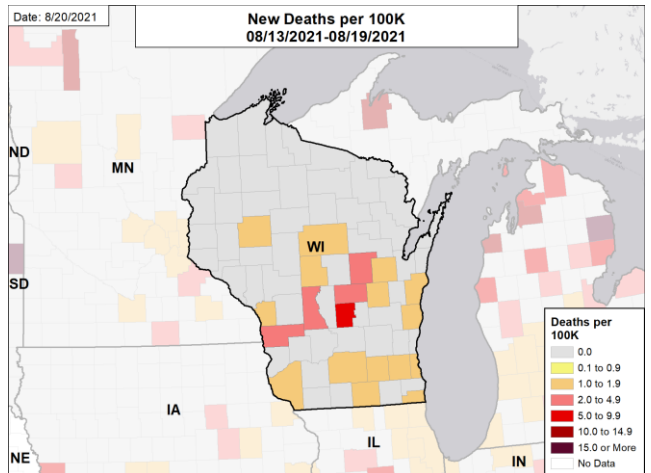 Date: 8/20/2021
New Deaths per 100K
08/13/2021-08/19/2021
ND
MN
WI
SD
IA
NE
IL
IN
Deaths per
100K
0.0
0.1 to 0.9
1.0 to 1.9
2.0 to 4.9
5.0 to 9.9
10.0 to 14.9
15.0 or More
No Data